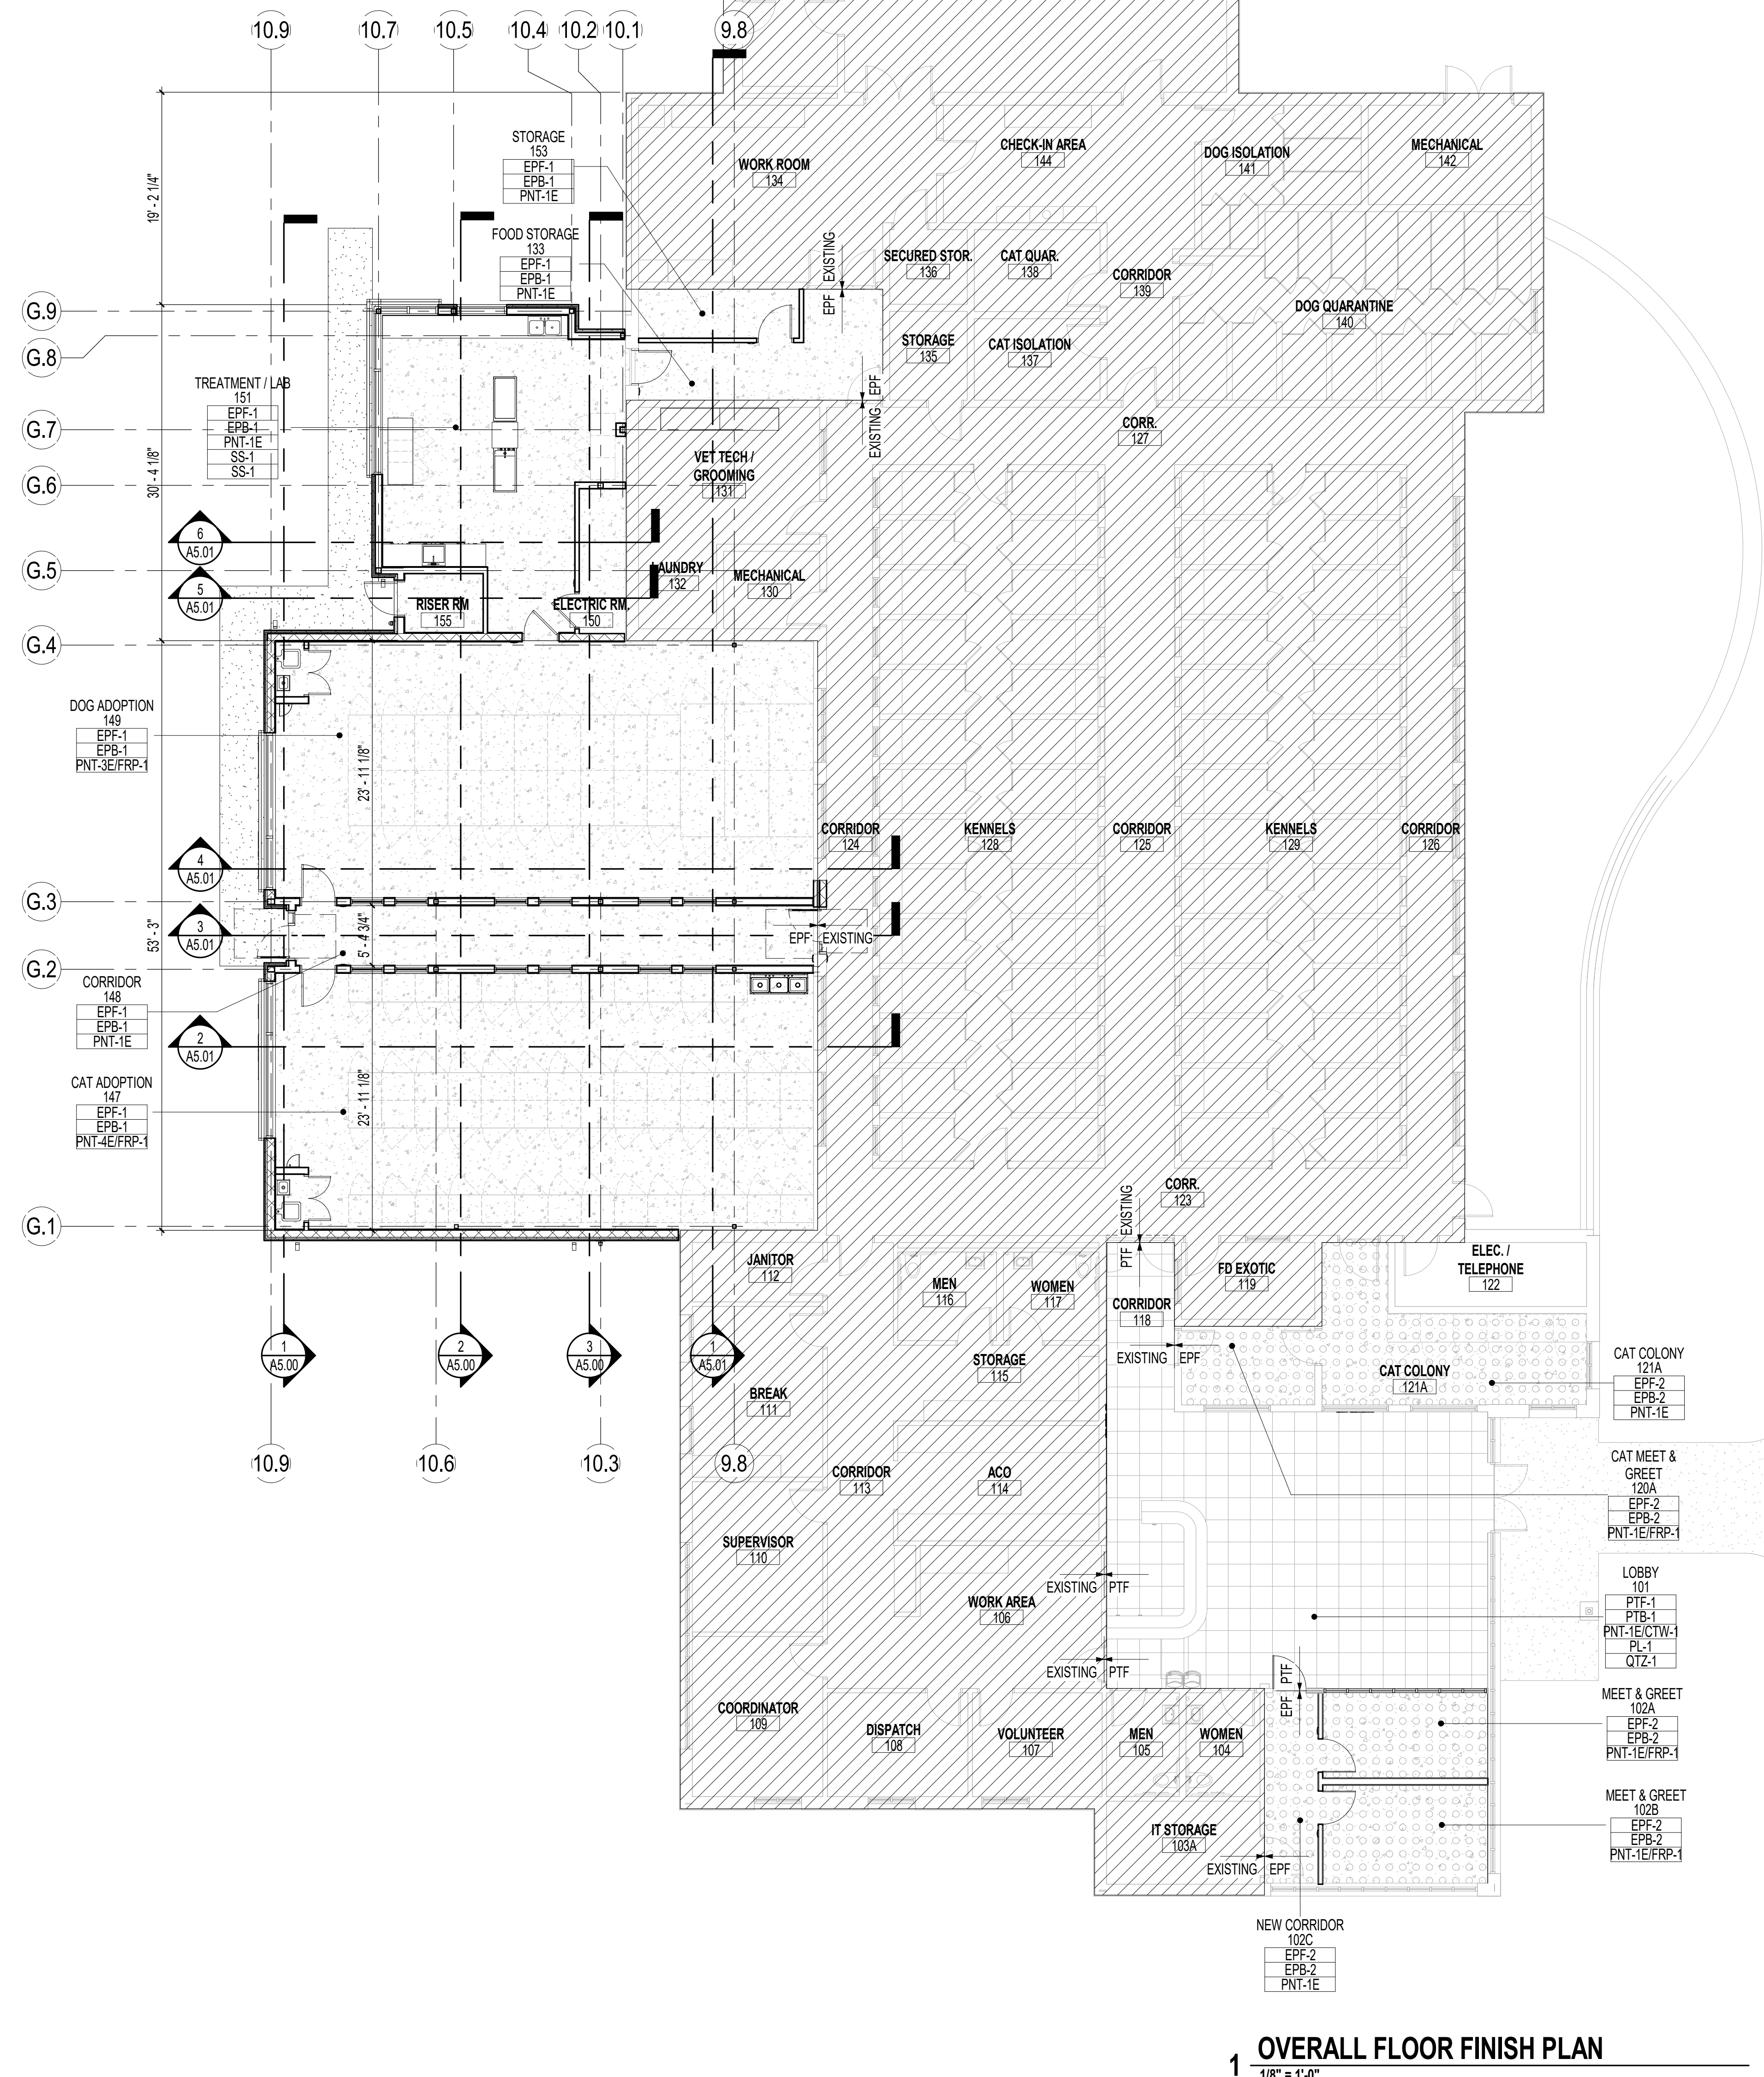 10.9
10.7
10.5
10.4
10.2
10.1
9.8
19' - 2 1/4"
30' - 4 1/8"
53' - 3"
G.9
G.8
G.7
G.6
G.5
G.4
G.3
G.2
G.1
STORAGE
153
EPF-1
EPB-1
PNT-1E
FOOD STORAGE
133
EPF-1
EPB-1
PNT-1E
TREATMENT / LAB
151
EPF-1
EPB-1
PNT-1E
SS-1
SS-1
WORK ROOM
134
CHECK-IN AREA
144
DOG ISOLATION
141
MECHANICAL
142
EPF EXISTING
SECURED STOR.
136
CAT QUAR.
138
CORRIDOR
139
DOG QUARANTINE
140
STORAGE
135
CAT ISOLATION
137
EXISTING EPF
CORR.
127
VET TECH /
GROOMING
131
6
A5.01
5
A5.01
LAUNDRY
132
MECHANICAL
130
RISER RM
155
ELECTRIC RM.
150
DOG ADOPTION
149
EPF-1
EPB-1
PNT-3E/FRP-1
23' - 11 1/8"
4
A5.01
CORRIDOR
124
KENNELS
128
CORRIDOR
125
KENNELS
129
CORRIDOR
126
3
A5.01
5' - 4 3/4"
EPF EXISTING
CORRIDOR
148
EPF-1
EPB-1
PNT-1E
2
A5.01
CAT ADOPTION
147
EPF-1
EPB-1
PNT-4E/FRP-1
23' - 11 1/8"
CORR.
123
PTF EXISTING
JANITOR
112
MEN
116
WOMEN
117
CORRIDOR
118
FD EXOTIC
119
ELEC. /
TELEPHONE
122
1
A5.00
2
A5.00
3
A5.00
1
A5.01
EXISTING EPF
STORAGE
115
BREAK
111
CAT COLONY
121A
CAT COLONY
121A
EPF-2
EPB-2
PNT-1E
10.9
10.6
10.3
9.8
CORRIDOR
113
ACO
114
CAT MEET &
GREET
120A
EPF-2
EPB-2
PNT-1E/FRP-1
SUPERVISOR
110
EXISTING PTF
WORK AREA
106
LOBBY
101
PTF-1
PTB-1
PNT-1E/CTW-1
PL-1
QTZ-1
EXISTING PTF
EPF PTF
COORDINATOR
109
DISPATCH
108
VOLUNTEER
107
MEN
105
WOMEN
104
MEET & GREET
102A
EPF-2
EPB-2
PNT-1E/FRP-1
MEET & GREET
102B
EPF-2
EPB-2
PNT-1E/FRP-1
IT STORAGE
103A
EXISTING EPF
NEW CORRIDOR
102C
EPF-2
EPB-2
PNT-1E
1 OVERALL FLOOR FINISH PLAN
1/8" = 1'-0"